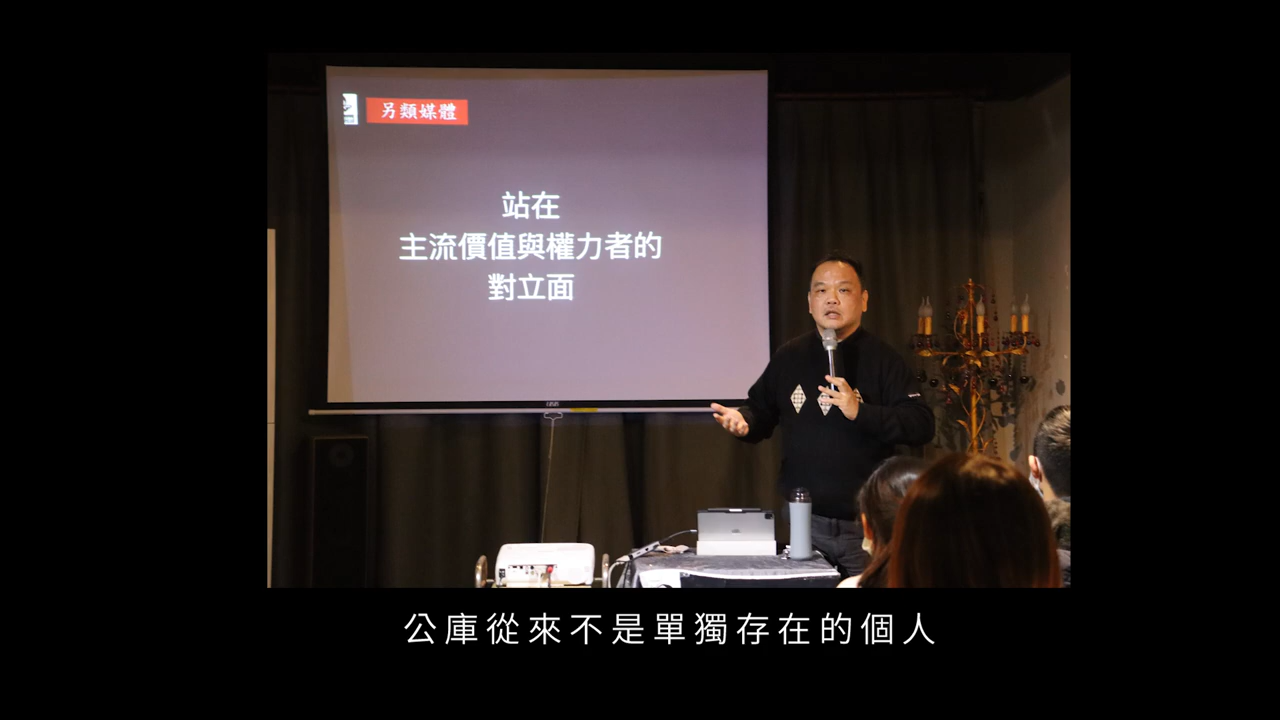 另類媒體
站在
主流價值與權力者的
對立面
公庫從來不是單獨存在的個人